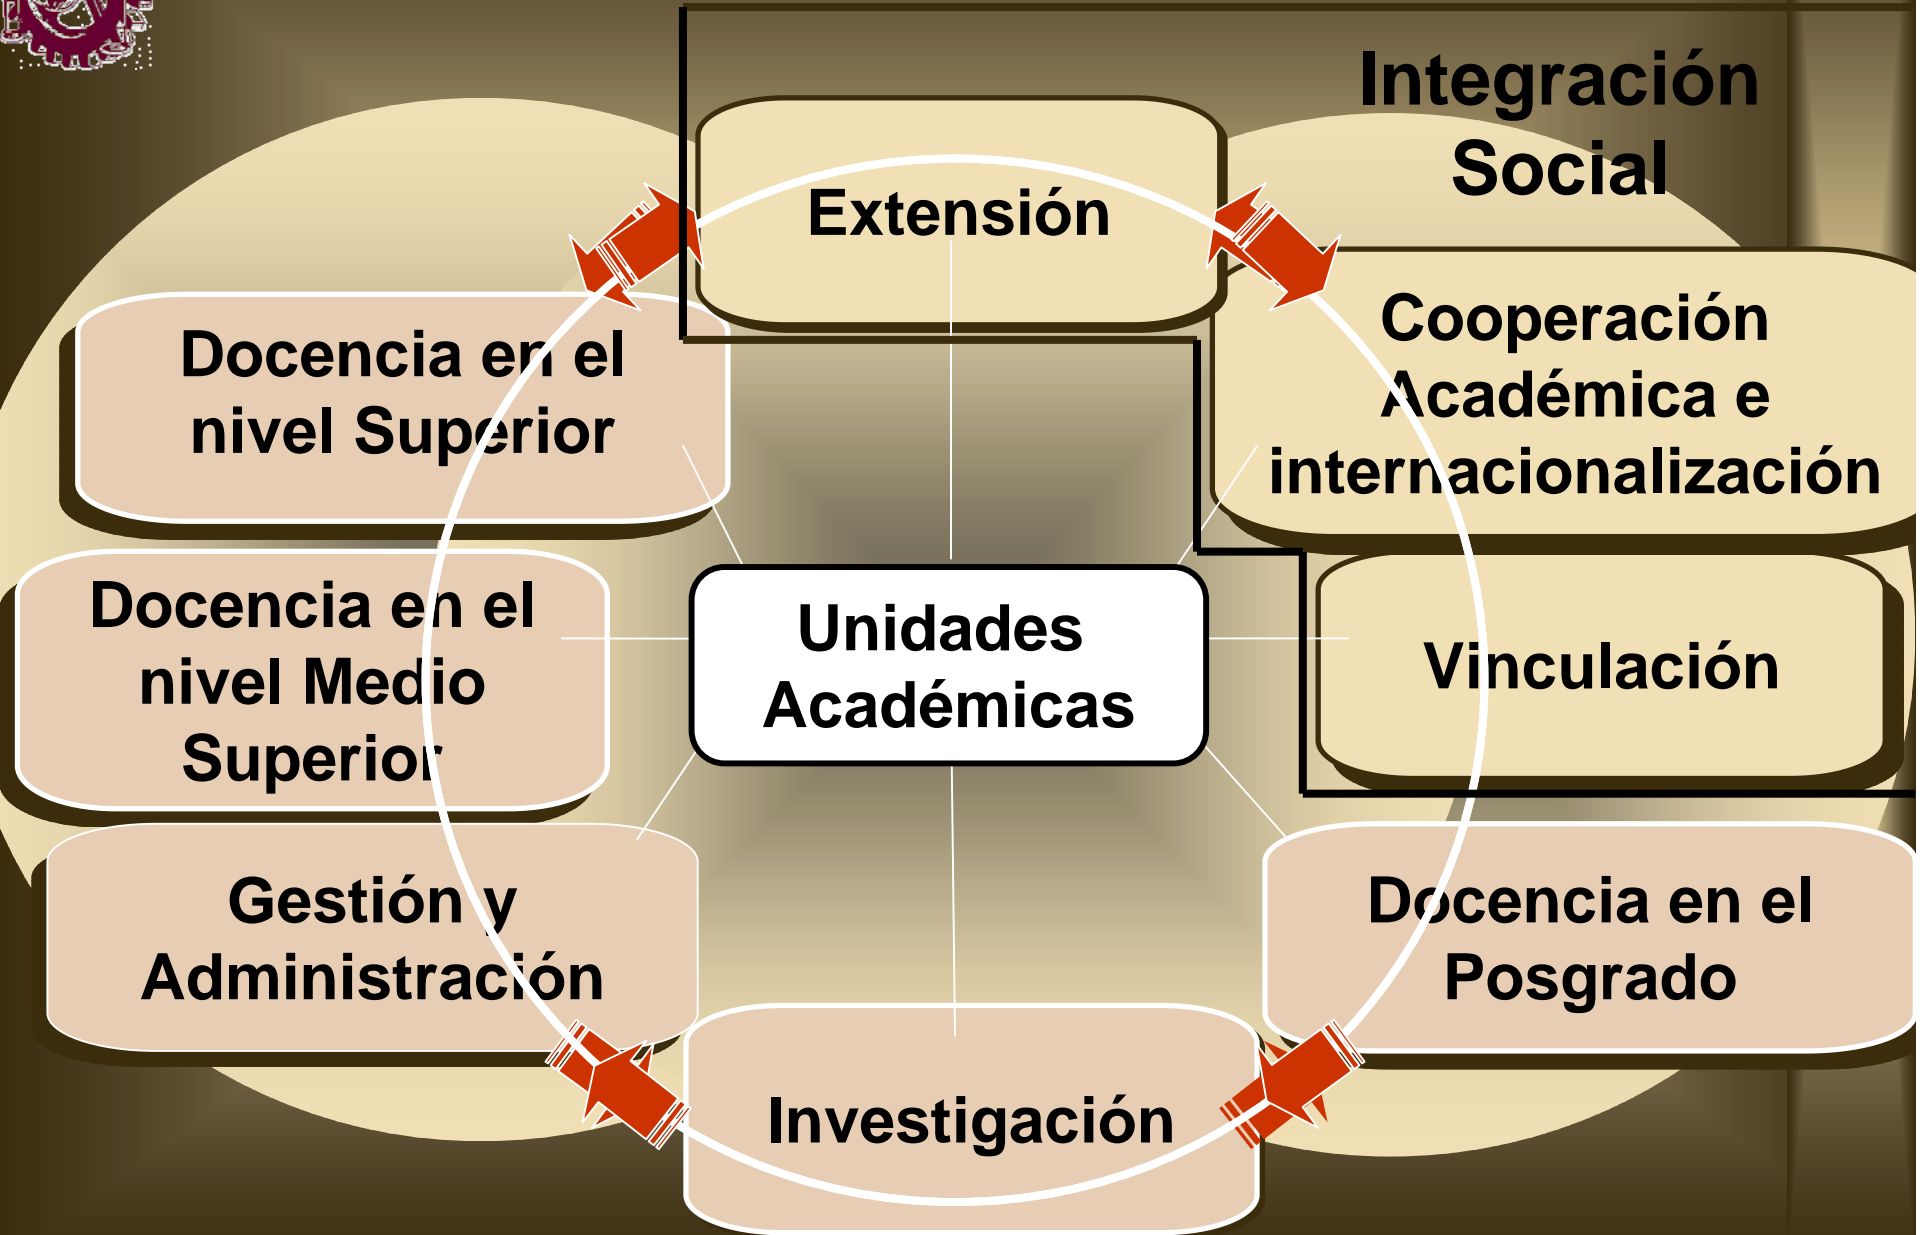 Integración
Social
Extensión
Cooperación
Académica e
internacionalización
Docencia en el
nivel Superior
Docencia en el
nivel Medio
Superior
Unidades
Académicas
Vinculación
Gestión y
Administración
Docencia en el
Posgrado
Investigación